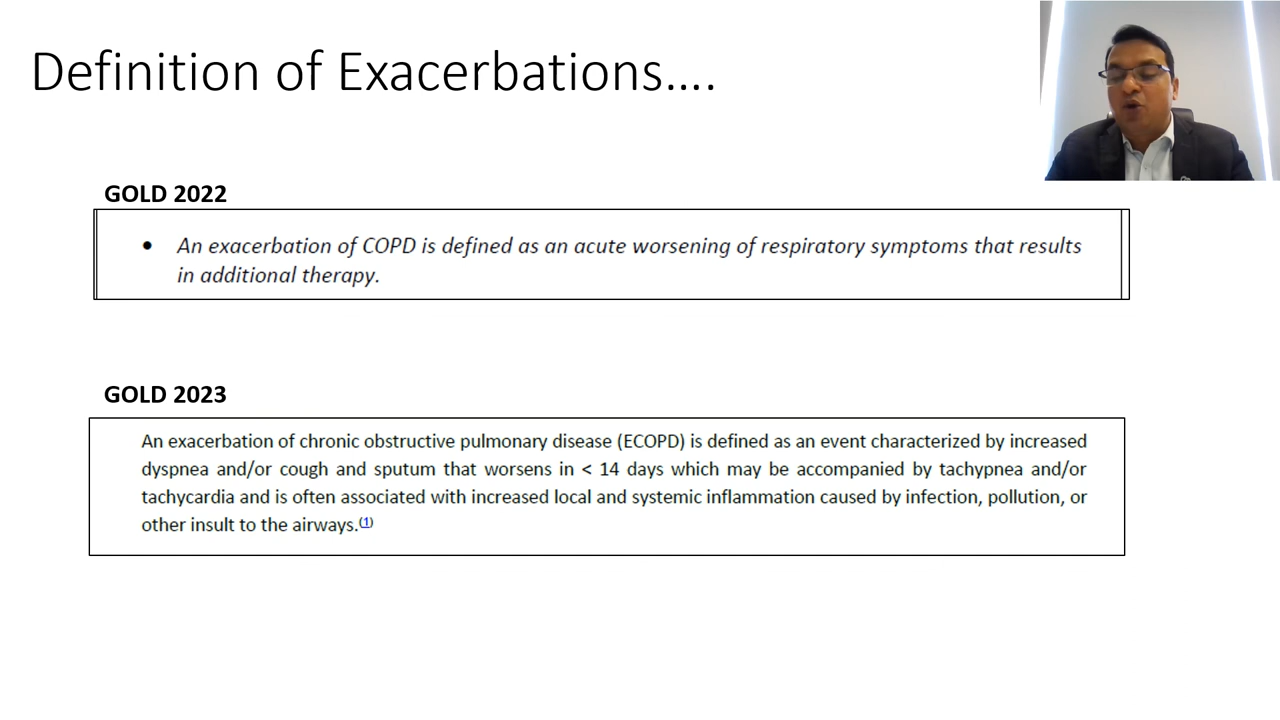 Definition of Exacerbations....
GOLD 2022
• An exacerbation of COPD is defined as an acute worsening of respiratory symptoms that results
in additional therapy.
GOLD 2023
An exacerbation of chronic obstructive pulmonary disease (ECOPD) is defined as an event characterized by increased
dyspnea and/or cough and sputum that worsens in < 14 days which may be accompanied by tachypnea and/or
tachycardia and is often associated with increased local and systemic inflammation caused by infection, pollution, or
other insult to the airways.(1)